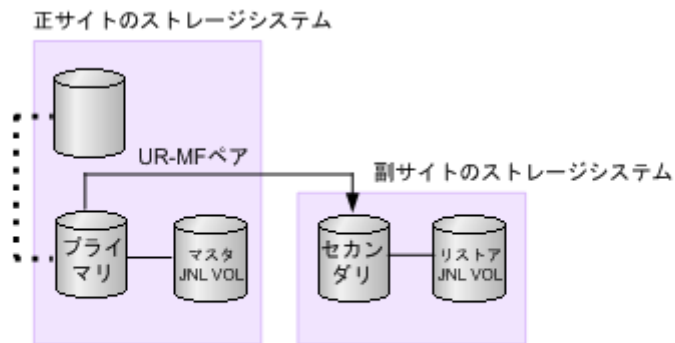 正サイトのストレージシステム
UR-MFペア
副サイトのストレージシステム
プライ
マリ
マスタ
JNL VOL
セカン
ダリ
リストア
JNL VOL